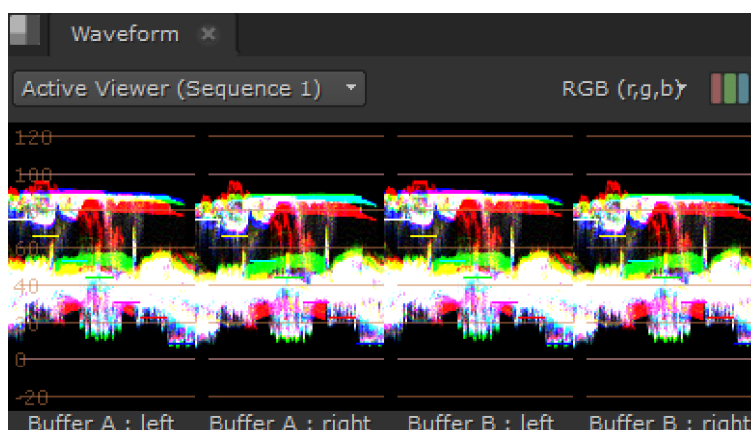 Waveform
Active Viewer (Sequence 1) RGB (r,g,b)
120
100
60
40
20
0
-20
Buffer A : left Buffer A : right Buffer B : left Buffer B : right